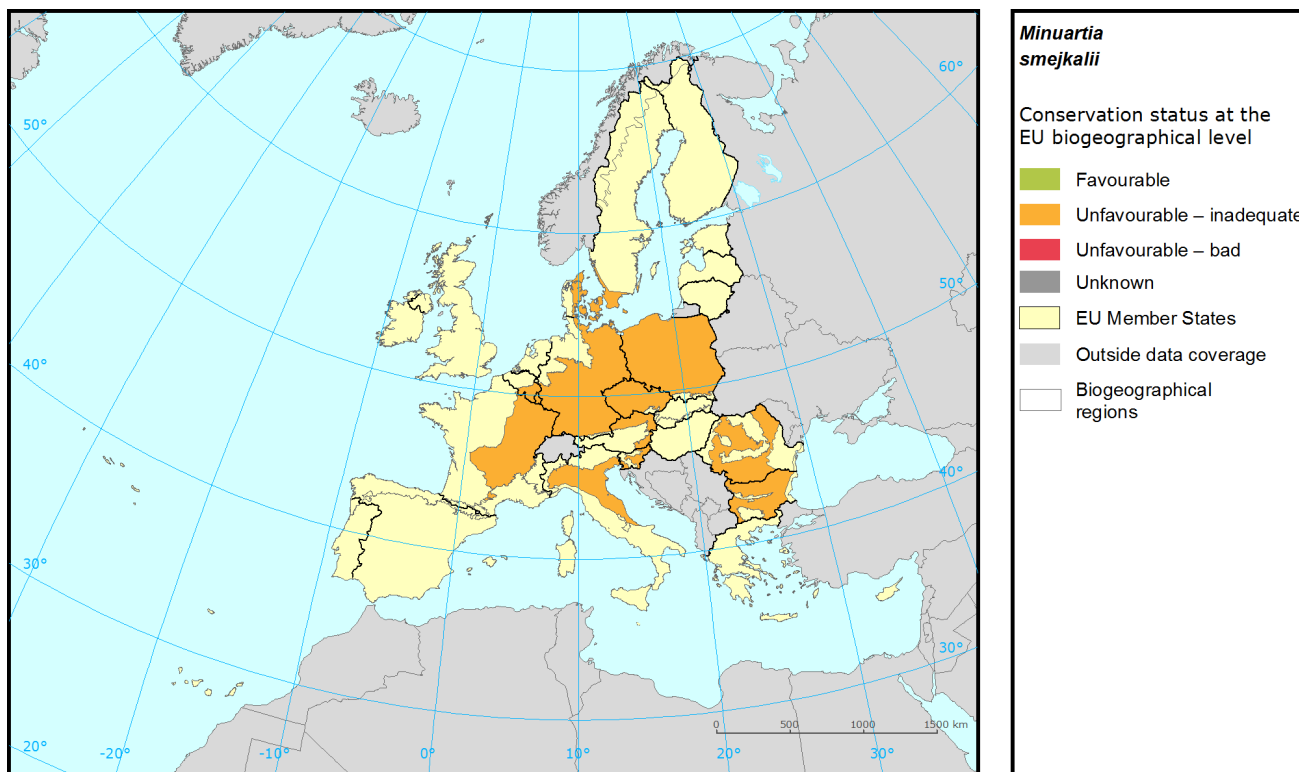 Minuartia
smejkalii
Conservation status at the
EU biogeographical level
Favourable
Unfavourable – inadequate
Unfavourable – bad
Unknown
EU Member States
Outside data coverage
Biogeographical
regions
60°
50°
50°
40°
40°
30°
30°
20°
-20°
-10°
0°
10°
20°
30°
0 500 1000 1500 km